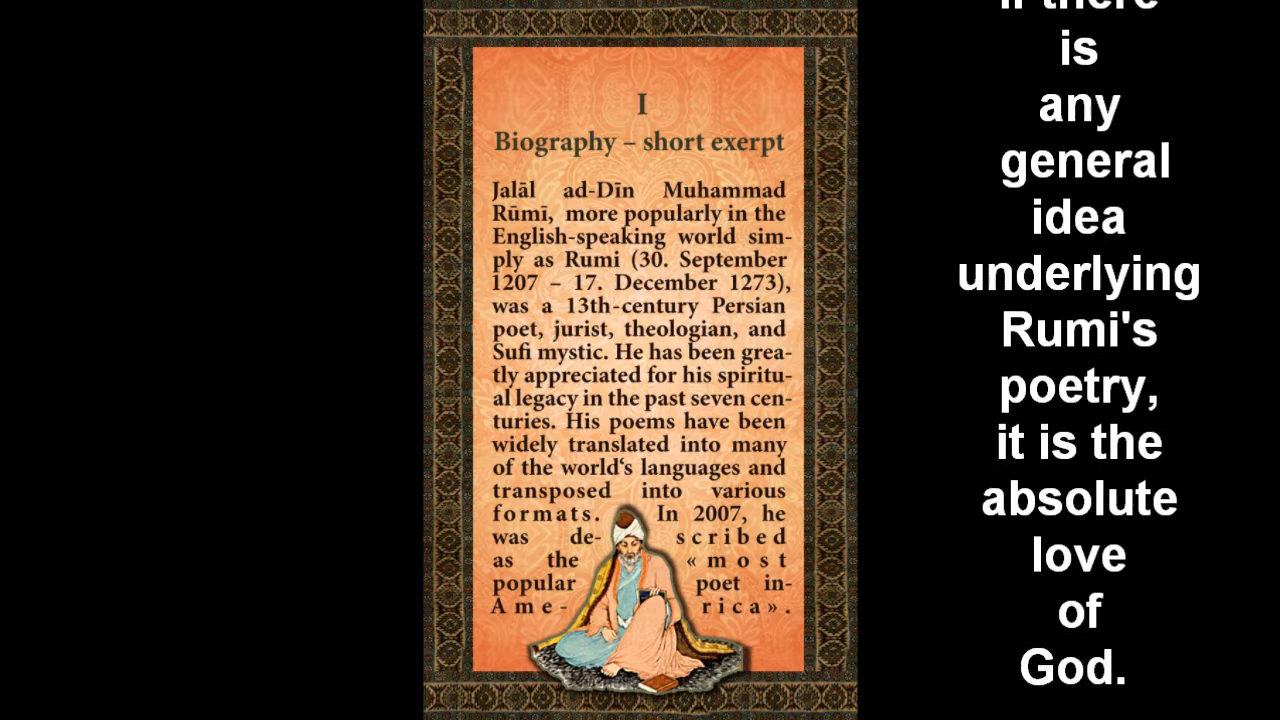 I
Biography – short exerpt
Jalāl ad-Dīn Muhammad
Rūmī, more popularly in the
English-speaking world sim-
ply as Rumi (30. September
1207 – 17. December 1273),
was a 13th-century Persian
poet, jurist, theologian, and
Sufi mystic. He has been grea-
tly appreciated for his spiritu-
al legacy in the past seven cen-
turies. His poems have been
widely translated into many
of the world‘s languages and
transposed into various
formats. In 2007, he
was de- scribed
as the «most
popular poet in-
Ame- rica».
if there
is
any
general
idea
underlying
Rumi's
poetry,
it is the
absolute
love
of
God.